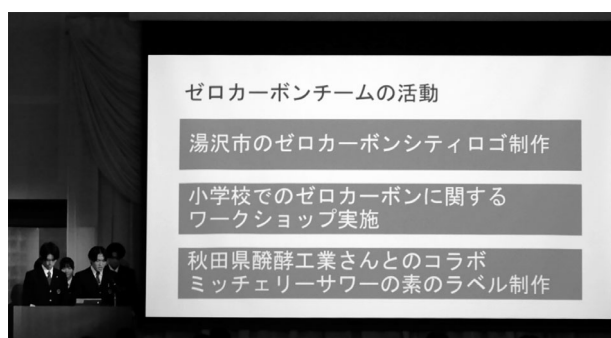 ゼロカーボンチームの活動
湯沢市のゼロカーボンシティロゴ制作
小学校でのゼロカーボンに関する
ワークショップ実施
秋田県醗酵工業さんとのコラボ
ミッチェリーサワーの素のラベル制作